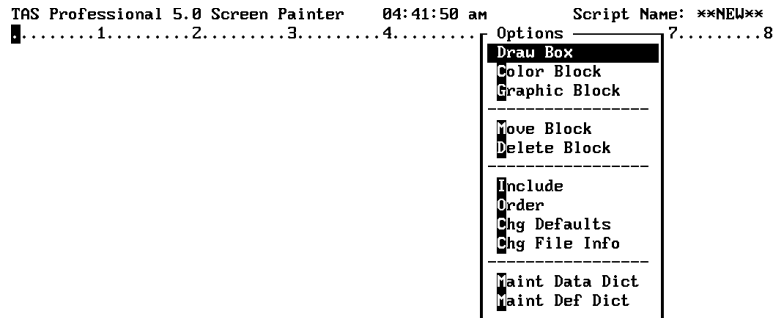 TAS Professional 5.0 Screen Painter 04:41:50 am Script Name: **NEW**
.........1.........2.........3.........4......... Options 7.........8
Draw Box
Color Block
Graphic Block
Move Block
Delete Block
Include
Order
Chg Defaults
Chg File Info
Maint Data Dict
Maint Def Dict